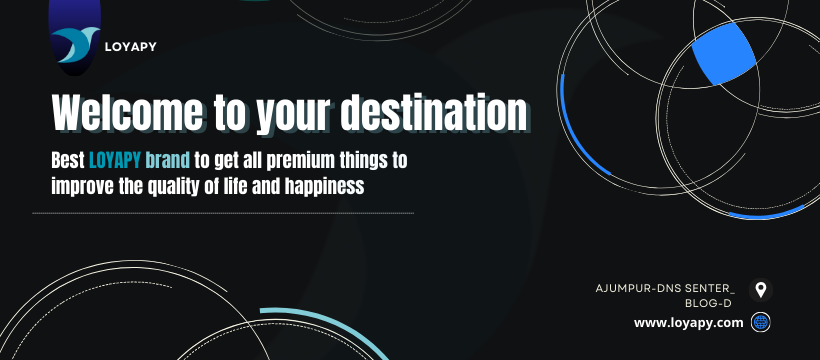 LOYAPY
Welcome to your destination
Best LOYAPY brand to get all premium things to
improve the quality of life and happiness
AJUMPUR-DNS SENTER_
BLOG-D
www.loyapy.com